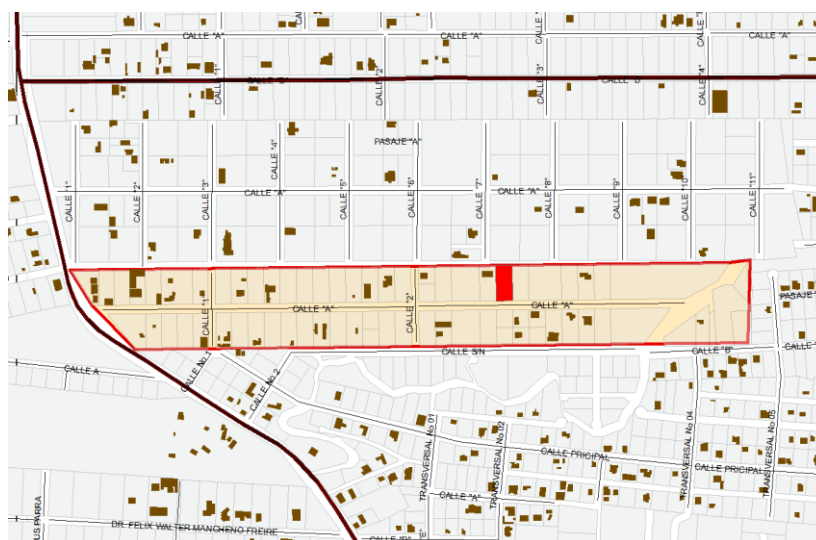 CALLE "A"
CALLE "A"
CALLE "A"
CALLE "1"
CALLE "2"
CALLE "3"
CALLE "4"
PASAJE "A"
CALLE "4"
CALLE "1"
CALLE "2"
CALLE "3"
CALLE "A"
CALLE "5"
CALLE "6"
CALLE "7"
CALLE "A"
CALLE "8"
CALLE "9"
CALLE "10"
CALLE "11"
CALLE "1
CALLE "A"
CALLE "2"
CALLE "A"
PASAJE
CALLE S/N
CALLE "B"
CALLE A
CALLE No.1
CALLE No.2
TRANSVERSAL No 01
TRANSVERSAL No 02
TRANSVERSAL No 04
TRANSVERSAL No 05
CALLE PRICIPAL
CALLE PRICIPAL
CALLE "A"
US PARRA
DR. FELIX WALTER MANCHENO FREIRE